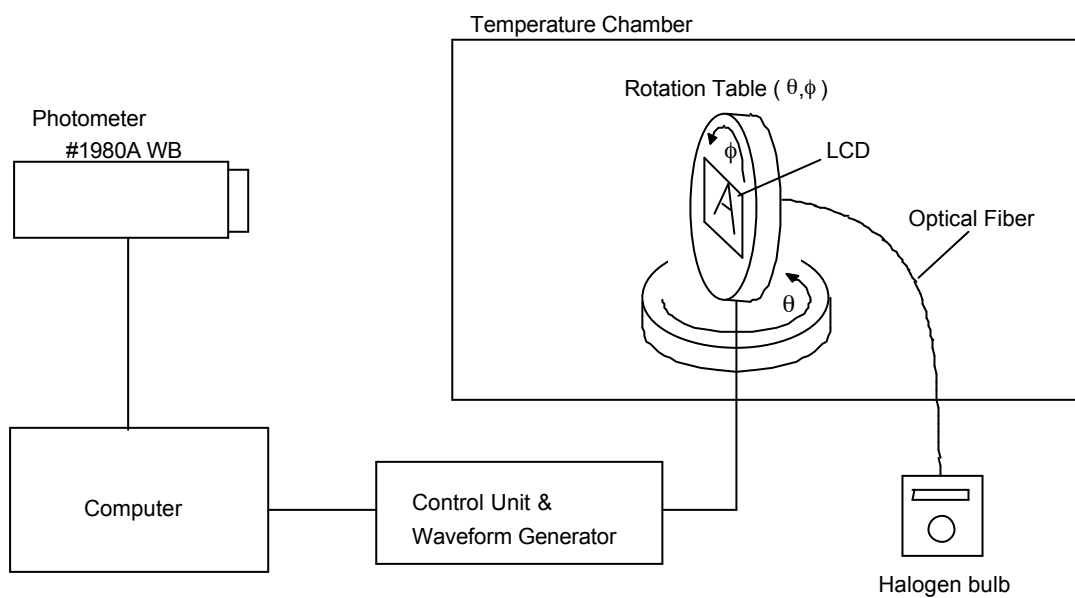 Temperature Chamber
Rotation Table ( θ,ϕ )
Photometer
#1980A WB
ϕ
LCD
A
Optical Fiber
θ
Computer
Control Unit &
Waveform Generator
Halogen bulb